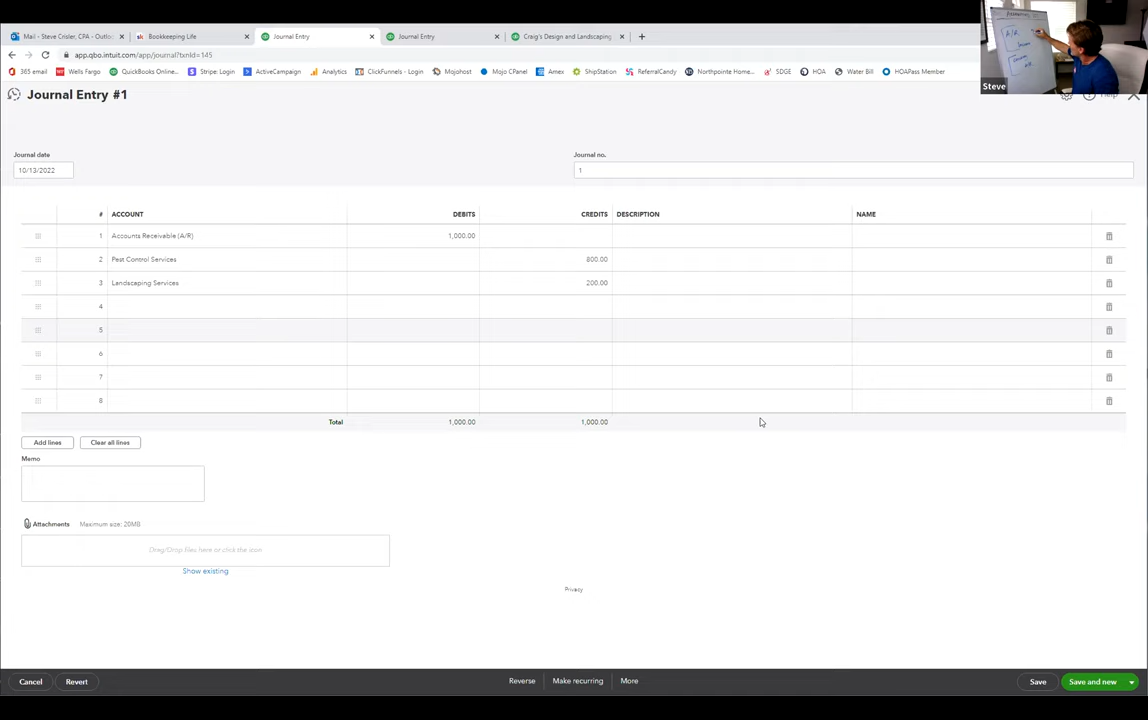 Mail - Steve Crisler, CPA - Outloo
Bookkeeping Life
Journal Entry
Journal Entry
Craig's Design and Landscaping
app.qbo.intuit.com/app/journal?txnId=145
365 email
Wells Fargo
QuickBooks Online...
Stripe: Login
ActiveCampaign
Analytics
ClickFunnels - Login
Mojohost
Mojo CPanel
Amex
ShipStation
ReferralCandy
Northpointe Home...
SDGE
HOA
Water Bill
HOAPass Member
A/R
Steve
Journal Entry #1
Help
Journal date
Journal no.
10/13/2022
1
# ACCOUNT DEBITS CREDITS DESCRIPTION NAME
1 Accounts Receivable (A/R) 1,000.00
2 Pest Control Services 800.00
3 Landscaping Services 200.00
4
5
6
7
8
Total 1,000.00 1,000.00
Add lines
Clear all lines
Memo
Attachments Maximum size: 20MB
Drag/Drop files here or click the icon
Show existing
Privacy
Cancel
Revert
Reverse
Make recurring
More
Save
Save and new